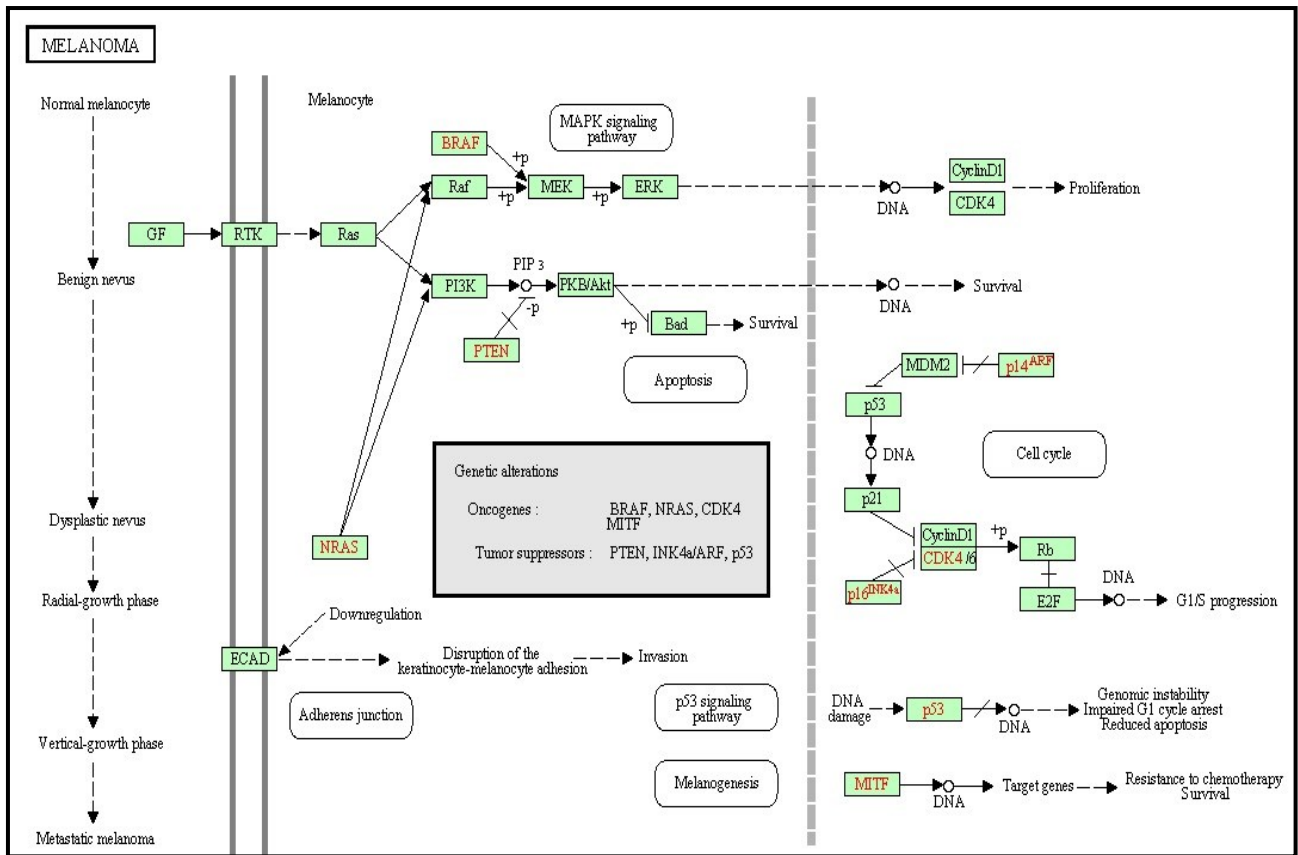 MELANOMA
Normal melanocyte
Benign nevus
Dysplastic nevus
Radial-growth phase
Vertical-growth phase
Metastatic melanoma
Melanocyte
MAPK signaling
pathway
BRAF
+p
Raf
+p
MEK
+p
ERK
DNA
CyclinD1
CDK4
Proliferation
GF
RTK
Ras
PI3K
PIP3
-p
PKB/Akt
DNA
Survival
+p
Bad
Survival
PTEN
Apoptosis
MDM2
p14ARF
p53
DNA
Cell cycle
p21
CyclinD1
CDK4/6
+p
Rb
p16INK4a
E2F
DNA
G1/S progression
NRAS
Genetic alterations
Oncogenes : BRAF, NRAS, CDK4
MITF
Tumor suppressors : PTEN, INK4a/ARF, p53
Downregulation
ECAD
Disruption of the
keratinocyte-melanocyte adhesion
Invasion
Adherens junction
p53 signaling
pathway
DNA
damage
p53
DNA
Genomic instability
Impaired G1 cycle arrest
Reduced apoptosis
Melanogenesis
MITF
DNA
Target genes
Resistance to chemotherapy
Survival